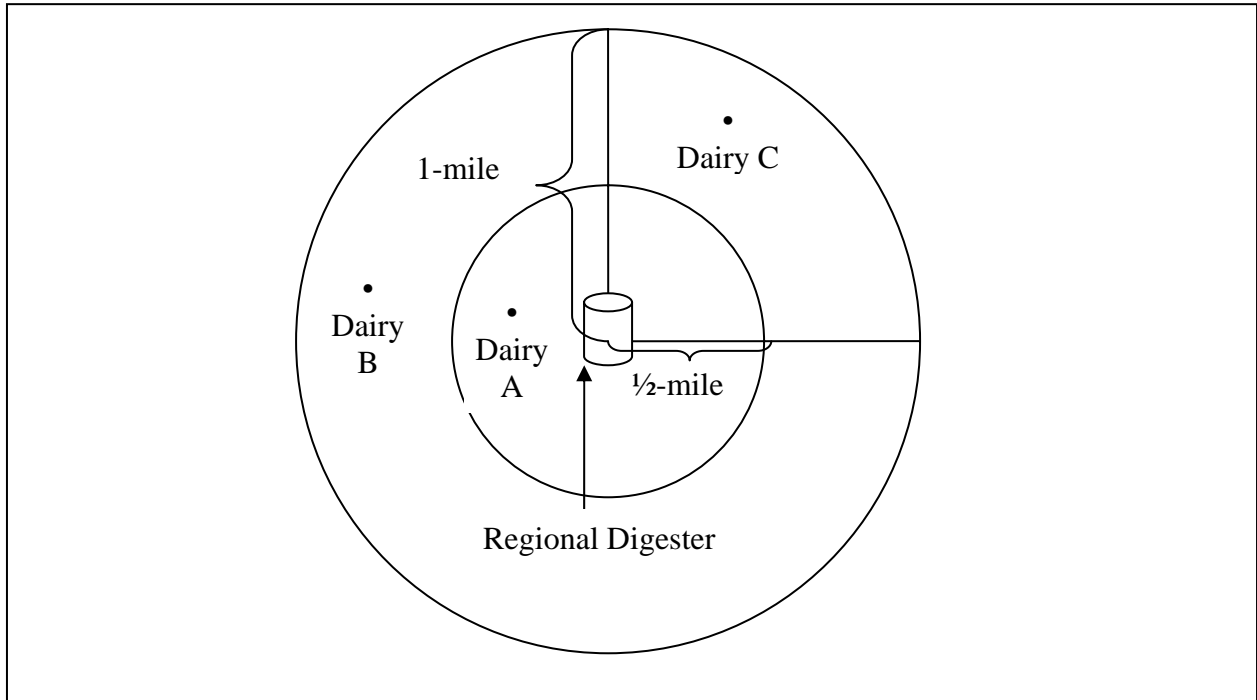 Dairy C
1-mile
Dairy
B
Dairy
A
½-mile
Regional Digester